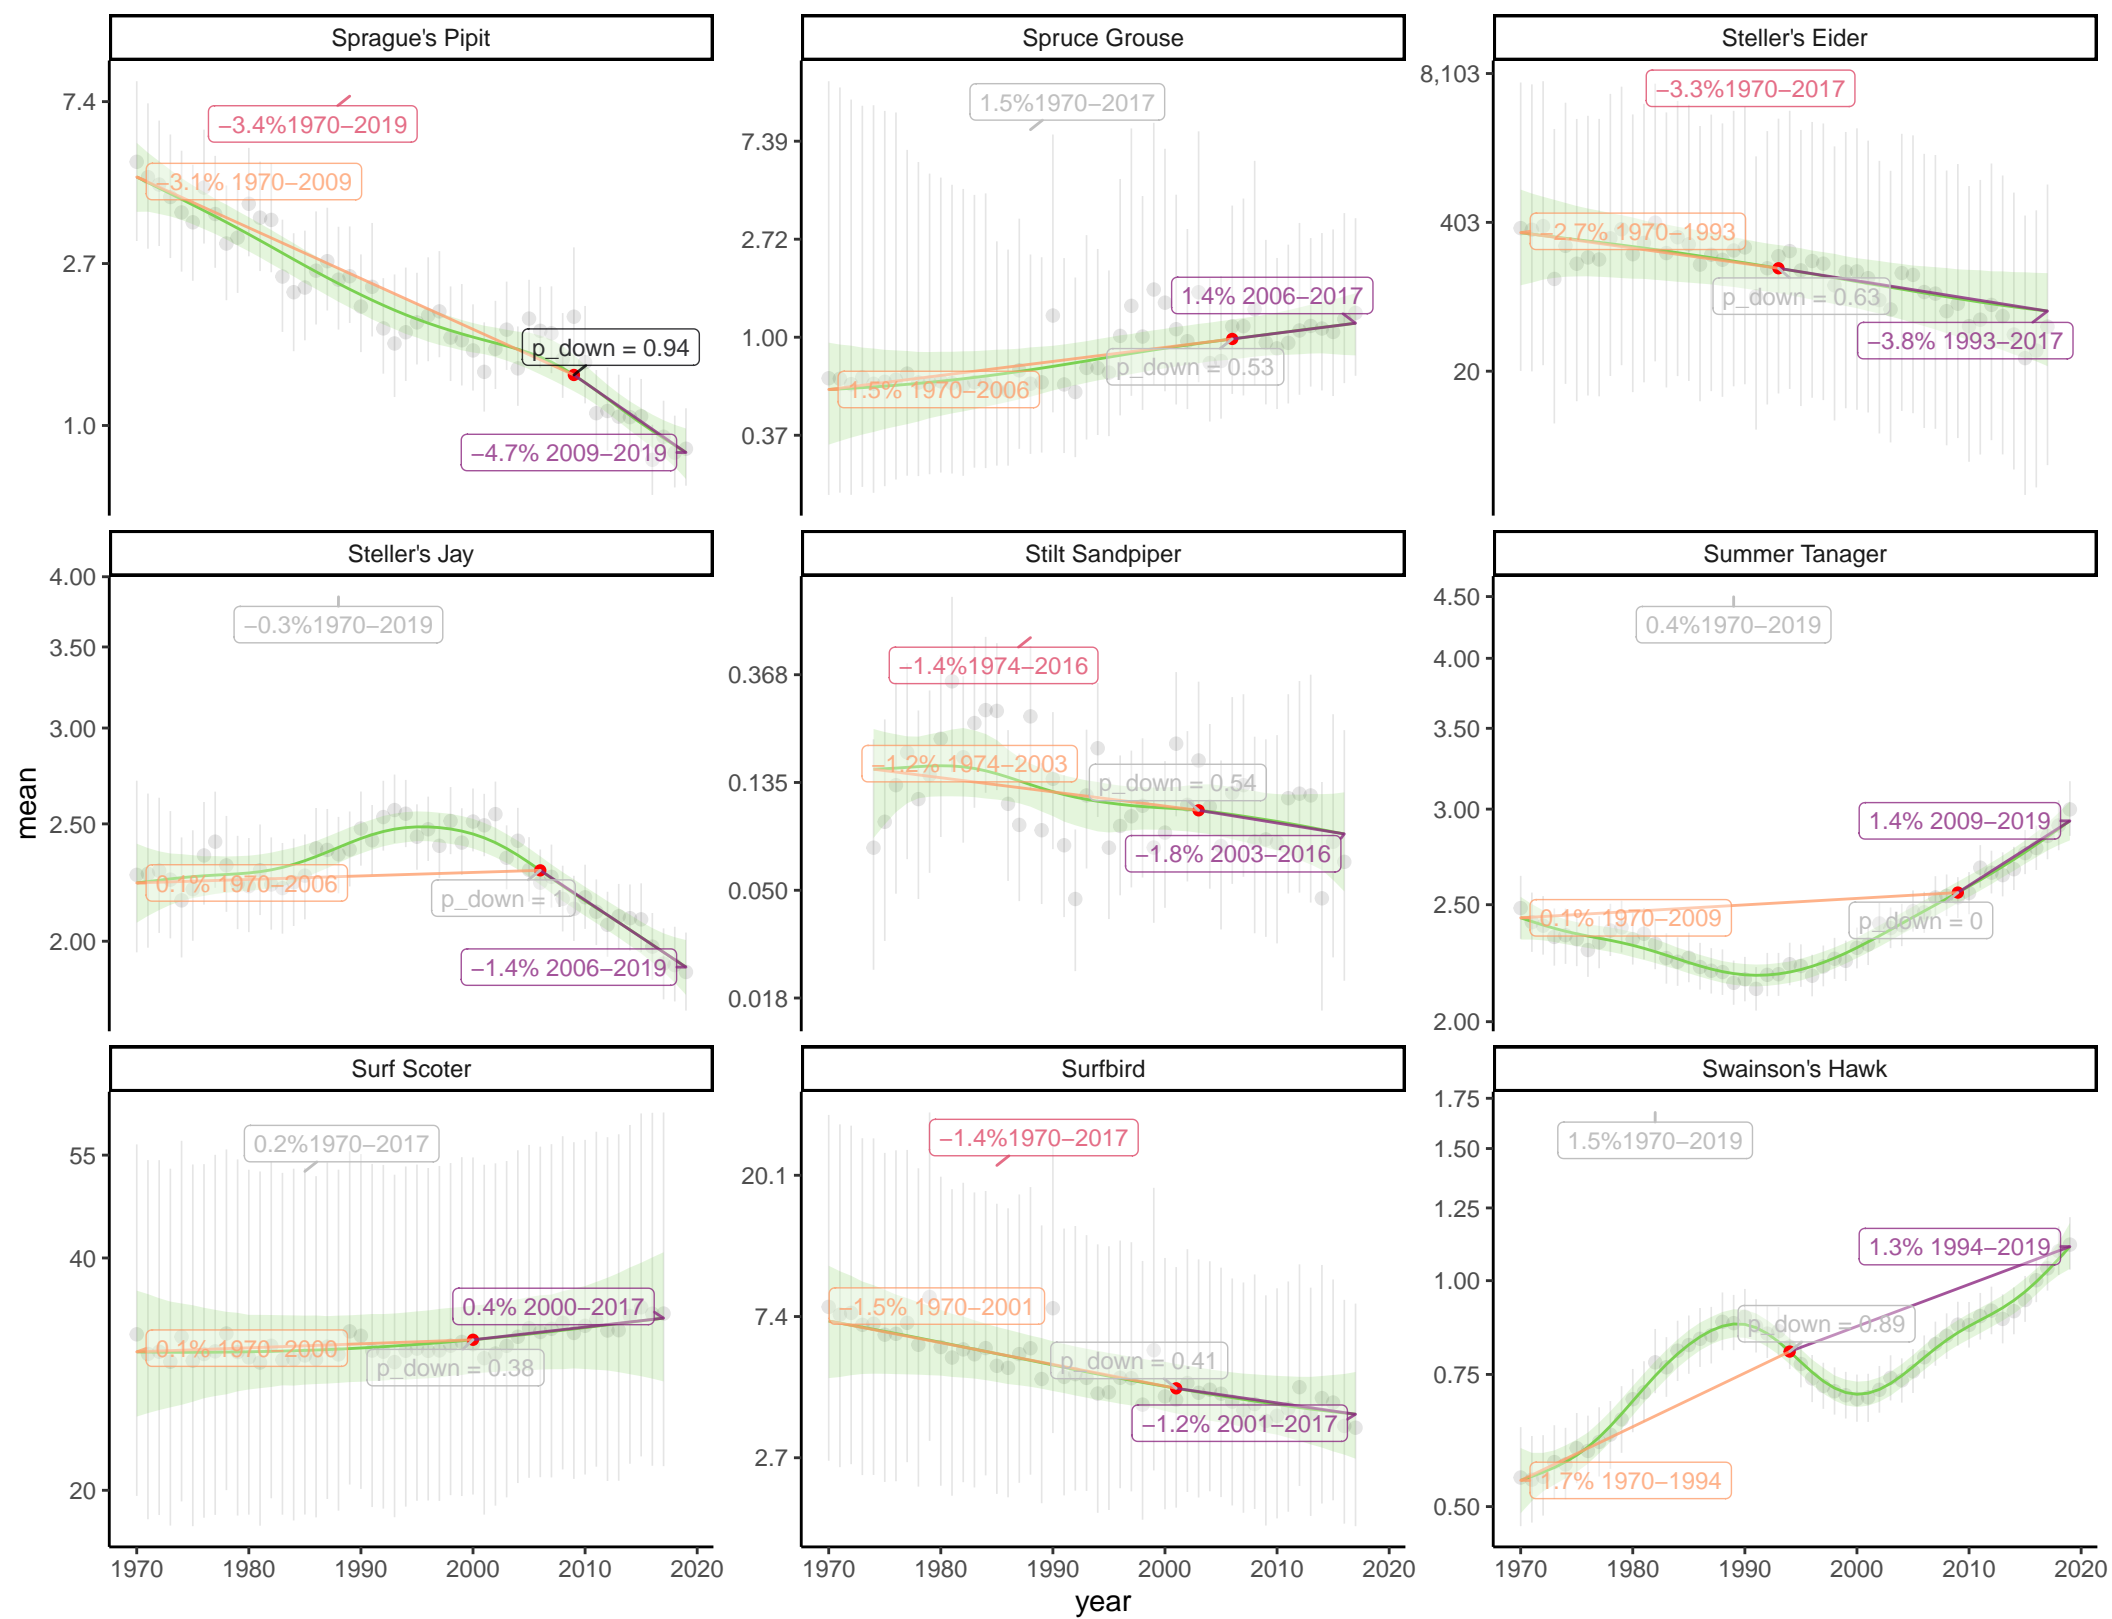 Sprague's Pipit
Spruce Grouse
Steller's Eider
7.4
2.7
1.0
−3.4%1970−2019
−3.1% 1970−2009
p_down = 0.94
−4.7% 2009−2019
7.39
2.72
1.00
0.37
1.5%1970−2017
1.4% 2006−2017
p_down = 0.53
1.5% 1970−2006
8,103
403
20
−3.3%1970−2017
−2.7% 1970−1993
p_down = 0.63
−3.8% 1993−2017
Steller's Jay
Stilt Sandpiper
Summer Tanager
mean
4.00
3.50
3.00
2.50
2.00
−0.3%1970−2019
0.1% 1970−2006
p_down = 1
−1.4% 2006−2019
0.368
0.135
0.050
0.018
−1.4%1974−2016
−1.2% 1974−2003
p_down = 0.54
−1.8% 2003−2016
4.50
4.00
3.50
3.00
2.50
2.00
0.4%1970−2019
1.4% 2009−2019
0.1% 1970−2009
p_down = 0
Surf Scoter
Surfbird
Swainson's Hawk
55
40
20
0.2%1970−2017
0.4% 2000−2017
0.1% 1970−2000
p_down = 0.38
20.1
7.4
2.7
−1.4%1970−2017
−1.5% 1970−2001
p_down = 0.41
−1.2% 2001−2017
1.75
1.50
1.25
1.00
0.75
0.50
1.5%1970−2019
1.3% 1994−2019
p_down = 0.89
1.7% 1970−1994
1970 1980 1990 2000 2010 2020
1970 1980 1990 2000 2010 2020
1970 1980 1990 2000 2010 2020
year